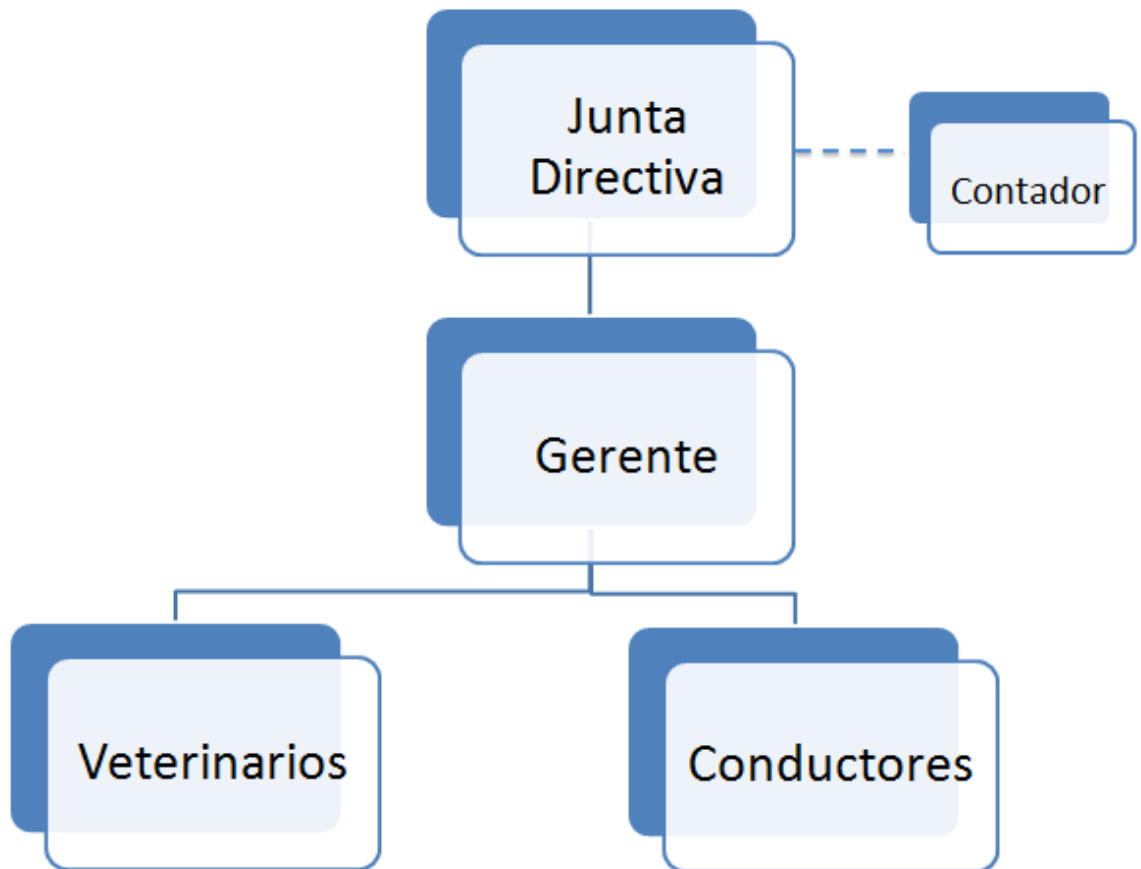 Junta
Directiva
Contador
Gerente
Veterinarios
Conductores